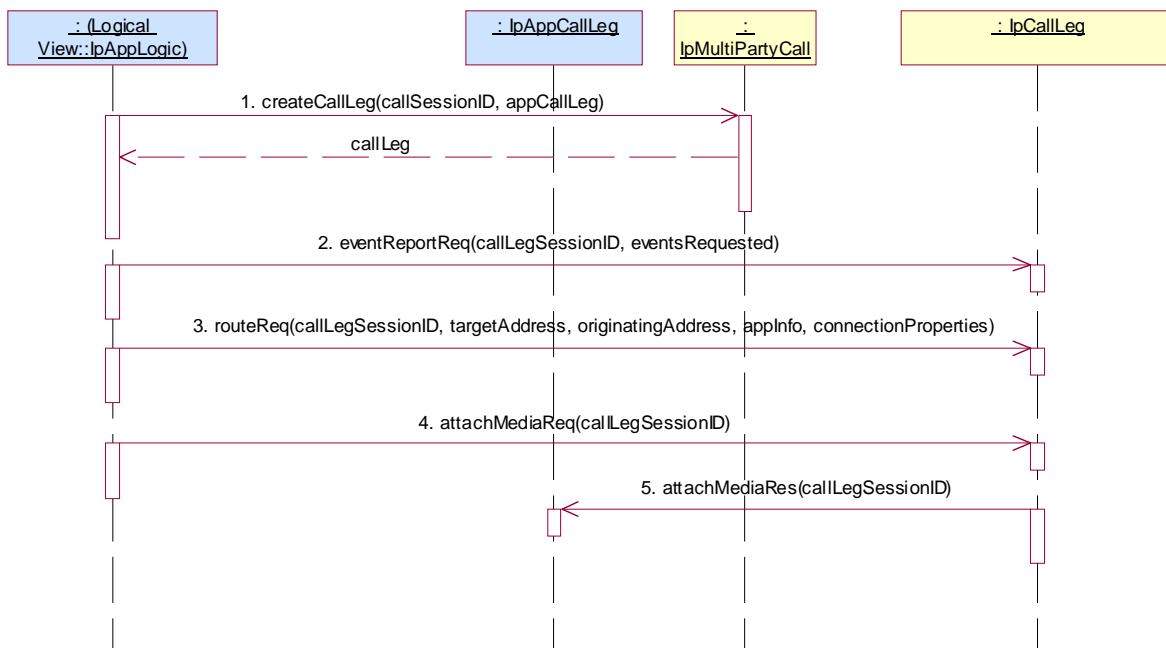 : (Logical
View::IpAppLogic)
: IpAppCallLeg
:
IpMultiPartyCall
: IpCallLeg
1. createCallLeg(callSessionID, appCallLeg)
callLeg
2. eventReportReq(callLegSessionID, eventsRequested)
3. routeReq(callLegSessionID, targetAddress, originatingAddress, appInfo, connectionProperties)
4. attachMediaReq(callLegSessionID)
5. attachMediaRes(callLegSessionID)